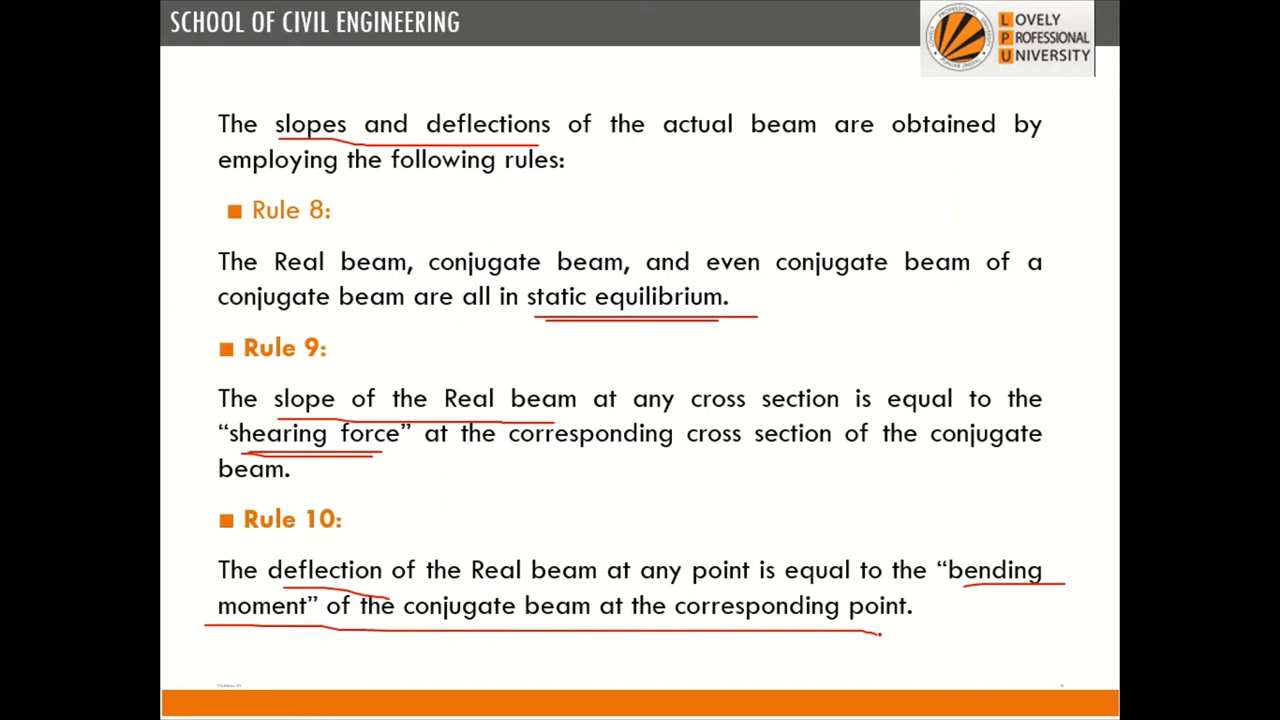 SCHOOL OF CIVIL ENGINEERING
LOVELY
PROFESSIONAL
UNIVERSITY
The slopes and deflections of the actual beam are obtained by
employing the following rules:
■ Rule 8:
The Real beam, conjugate beam, and even conjugate beam of a
conjugate beam are all in static equilibrium.
■ Rule 9:
The slope of the Real beam at any cross section is equal to the
“shearing force” at the corresponding cross section of the conjugate
beam.
■ Rule 10:
The deflection of the Real beam at any point is equal to the “bending
moment” of the conjugate beam at the corresponding point.